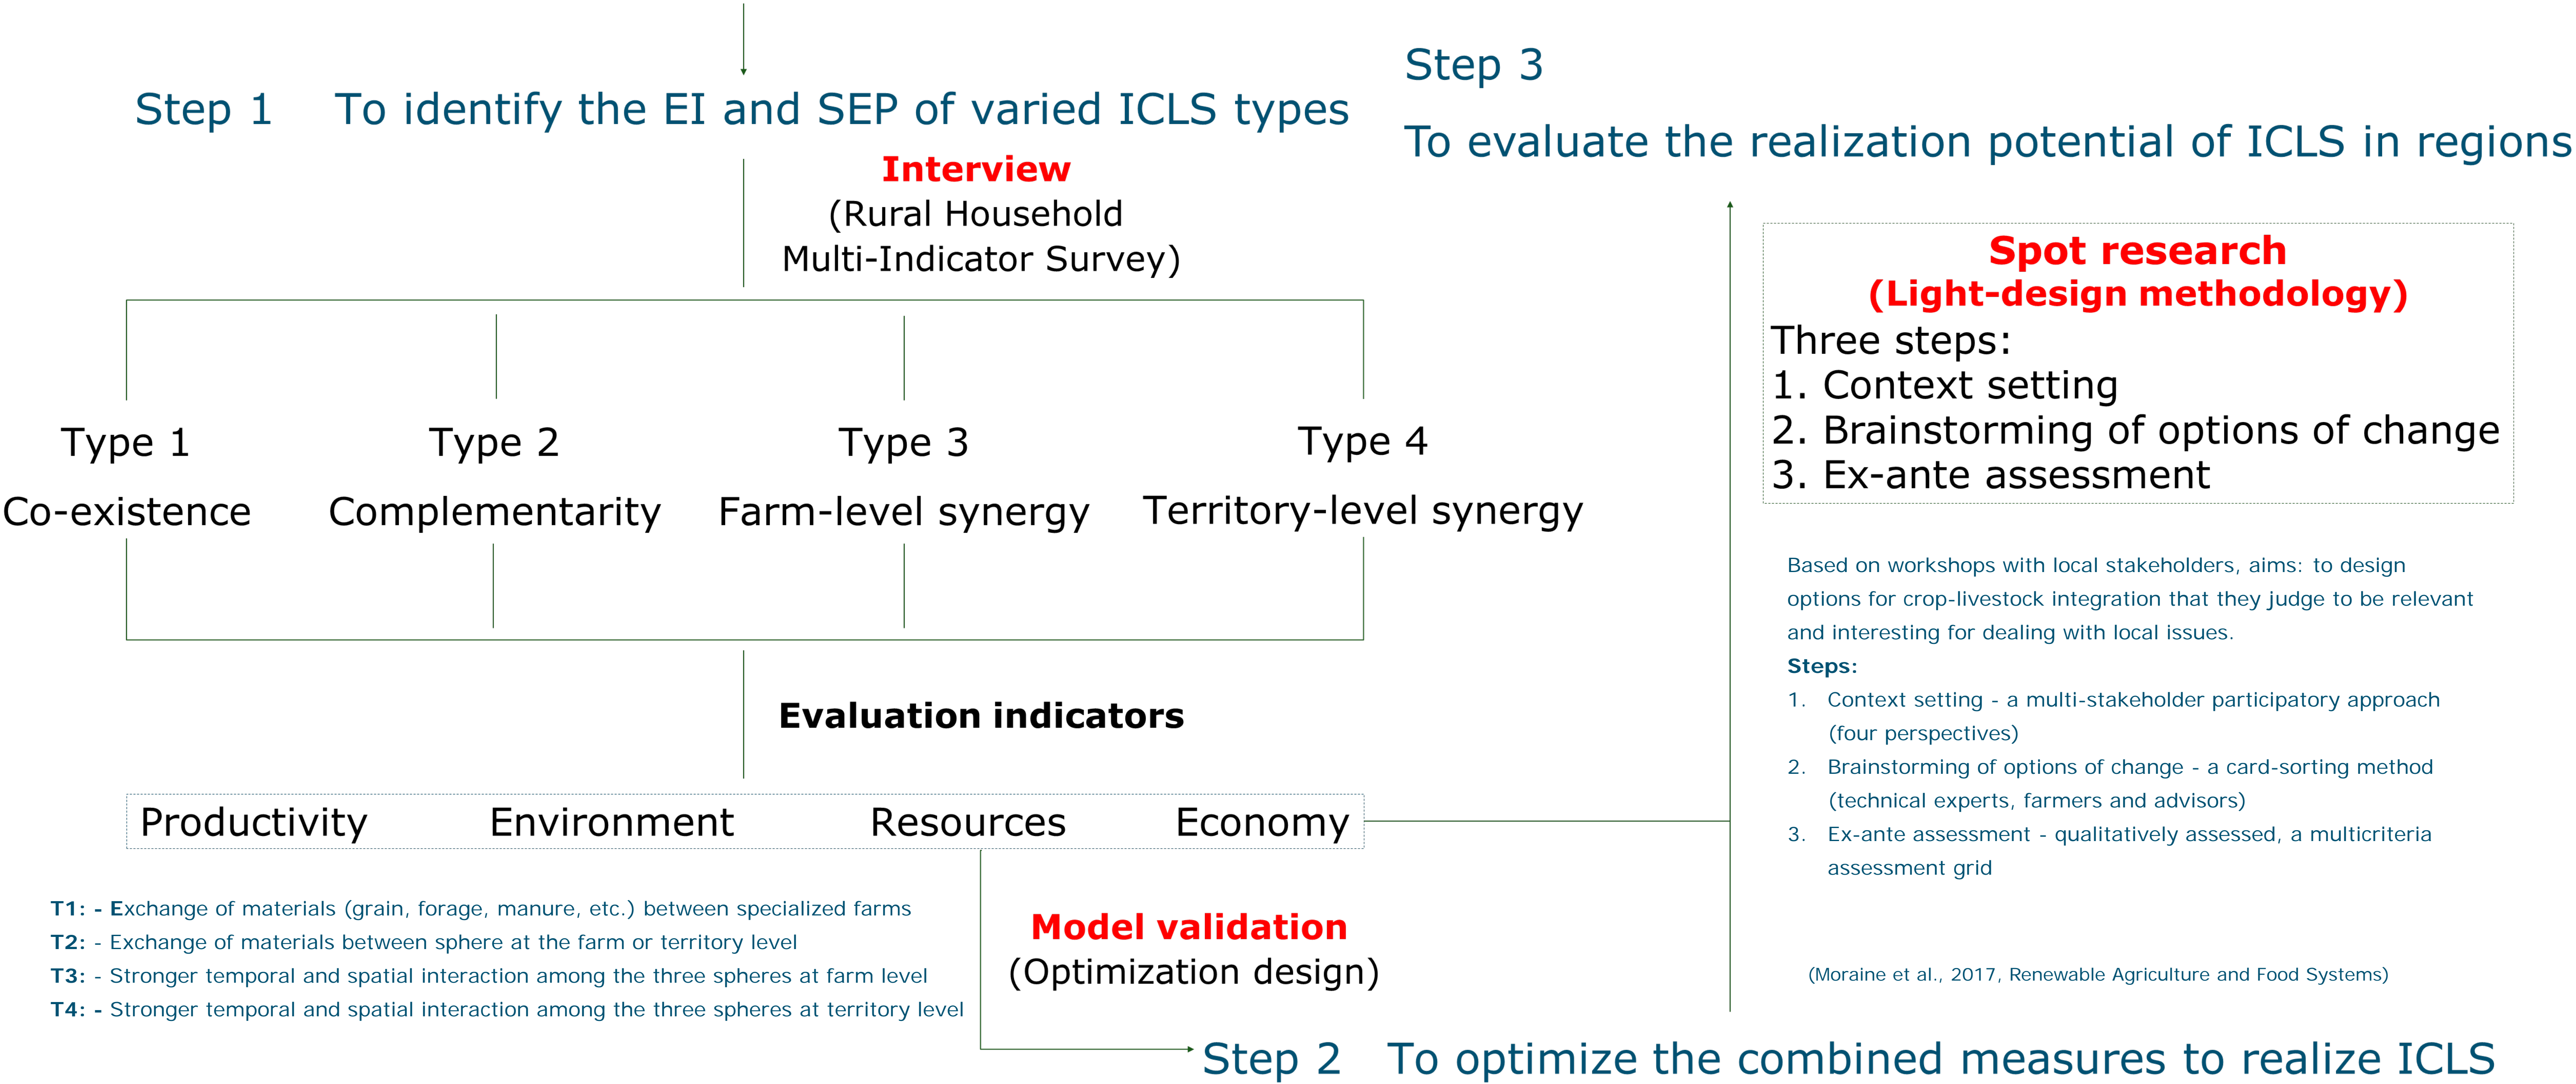 Step 1 To identify the EI and SEP of varied ICLS types
Interview
(Rural Household
Multi-Indicator Survey)
Type 1
Type 2
Type 3
Type 4
Co-existence
Complementarity
Farm-level synergy
Territory-level synergy
Evaluation indicators
Productivity
Environment
Resources
Economy
T1: - Exchange of materials (grain, forage, manure, etc.) between specialized farms
T2: - Exchange of materials between sphere at the farm or territory level
T3: - Stronger temporal and spatial interaction among the three spheres at farm level
T4: - Stronger temporal and spatial interaction among the three spheres at territory level
Model validation
(Optimization design)
Step 2 To optimize the combined measures to realize ICLS
Step 3
To evaluate the realization potential of ICLS in regions
Spot research
(Light-design methodology)
Three steps:
1. Context setting
2. Brainstorming of options of change
3. Ex-ante assessment
Based on workshops with local stakeholders, aims: to design
options for crop-livestock integration that they judge to be relevant
and interesting for dealing with local issues.
Steps:
1. Context setting - a multi-stakeholder participatory approach
(four perspectives)
2. Brainstorming of options of change - a card-sorting method
(technical experts, farmers and advisors)
3. Ex-ante assessment - qualitatively assessed, a multicriteria
assessment grid
(Moraine et al., 2017, Renewable Agriculture and Food Systems)